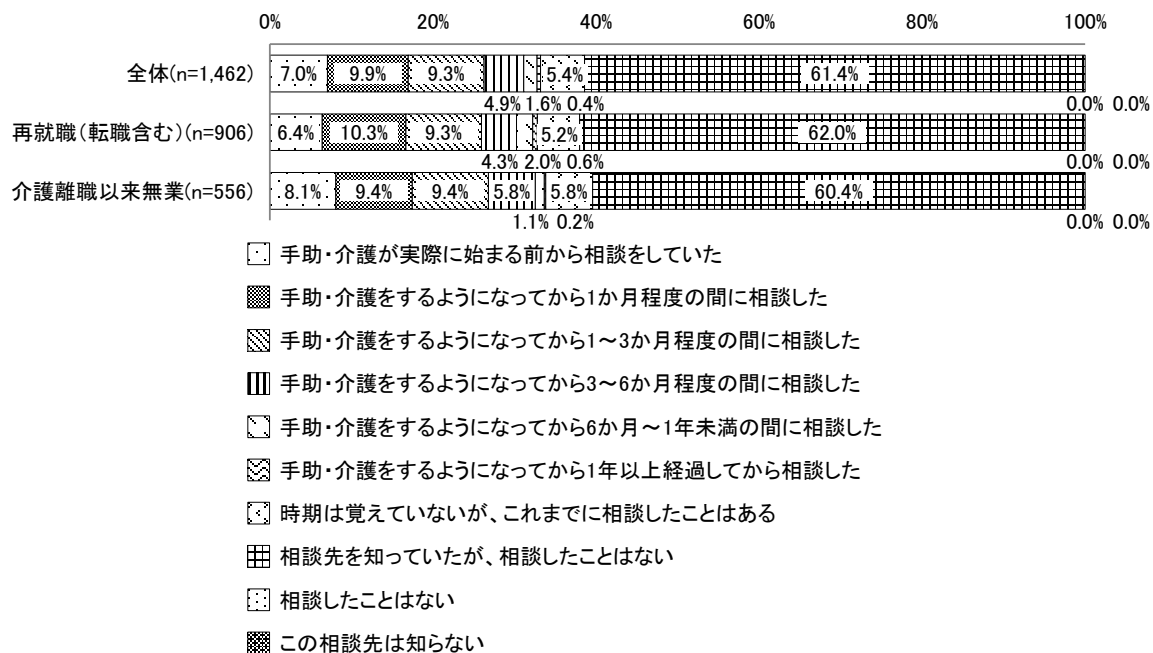 0% 20% 40% 60% 80% 100%
全体(n=1,462) 7.0% 9.9% 9.3% 5.4% 61.4%
4.9% 1.6% 0.4% 0.0% 0.0%
再就職(転職含む)(n=906) 6.4% 10.3% 9.3% 5.2% 62.0%
4.3% 2.0% 0.6% 0.0% 0.0%
介護離職以来無業(n=556) 8.1% 9.4% 9.4% 5.8% 5.8% 60.4%
1.1% 0.2% 0.0% 0.0%
手助・介護が実際に始まる前から相談をしていた
手助・介護をするようになってから1か月程度の間に相談した
手助・介護をするようになってから1～3か月程度の間に相談した
手助・介護をするようになってから3～6か月程度の間に相談した
手助・介護をするようになってから6か月～1年未満の間に相談した
手助・介護をするようになってから1年以上経過してから相談した
時期は覚えていないが、これまでに相談したことはある
相談先を知っていたが、相談したことはない
相談したことはない
この相談先は知らない